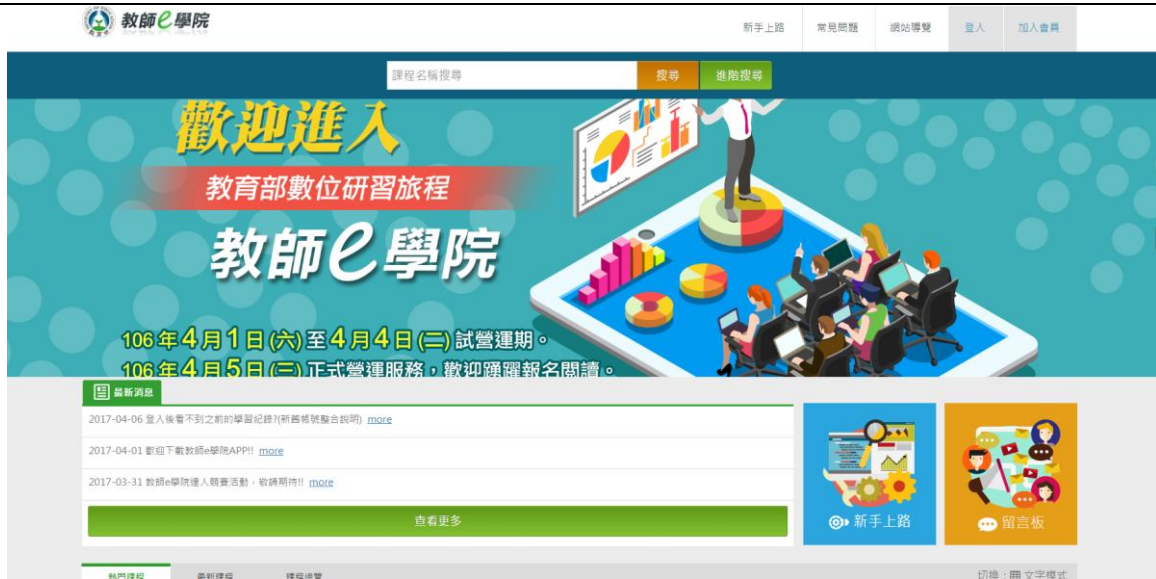 教師e學院
新手上路
常見問題
網站導覽
登入
加入會員
課程名稱搜尋
搜尋
進階搜尋
歡迎進入
教育部數位研習旅程
教師e學院
106年4月1日(六)至4月4日(二)試營運期。
106年4月5日(三)正式營運服務，歡迎踴躍報名閱讀。
最新消息
2017-04-06 登入後看不到之前的學習紀錄?(新舊帳號整合說明) more
2017-04-01 歡迎下載教師e學院APP!! more
2017-03-31 教師e學院達人競賽活動，敬請期待!! more
查看更多
新手上路
留言板
熱門課程
最新課程
課程總覽
切換：文字模式